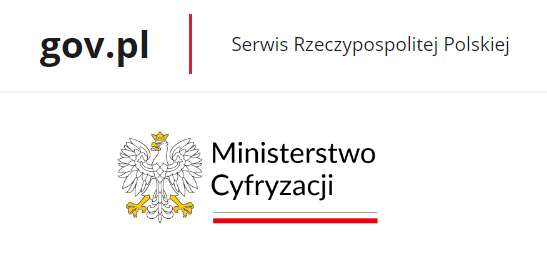 gov.pl
Serwis Rzeczypospolitej Polskiej
Ministerstwo
Cyfryzacji